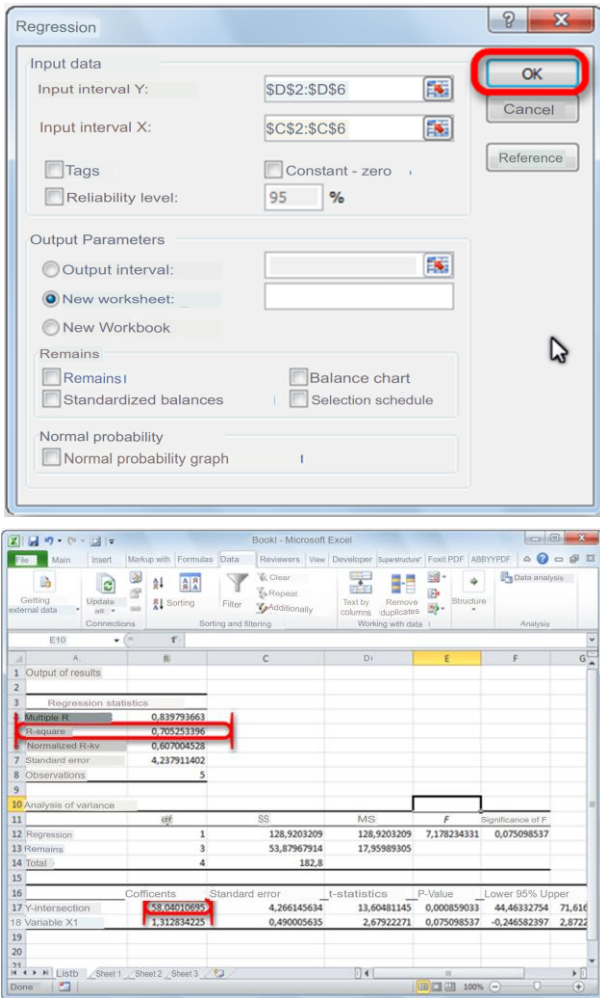 Regression
Input data
Input interval Y: $D$2:$D$6
OK
Cancel
Input interval X: $C$2:$C$6
Reference
Tags Constant - zero
Reliability level: 95 %
Output Parameters
Output interval:
New worksheet:
New Workbook
Remains
Remains Balance chart
Standardized balances Selection schedule
Normal probability
Normal probability graph
Bookl - Microsoft Excel
File Main Insert Markup with Formulas Data Reviewers View Developer Superstructure" Foxit PDF ABBYYPDF
Clear Data analysis
Repeat
Getting Update Sorting Filter Additionally Text by Remove Structure
external data all columns duplicates
Connections Sorting and filtering Working with data Analysis
E10
A B C D E F G
1 Output of results
2
3 Regression statistics
4 Multiple R 0,839793663
R-square 0,705253396
Normalized R-kv 0,607004528
7 Standard error 4,237911402
8 Observations 5
9
10 Analysis of variance
11 df SS MS F Significance of F
12 Regression 1 128,9203209 128,9203209 7,178234331 0,075098537
13 Remains 3 53,87967914 17,95989305
14 Total 4 182,8
15
16 Cofficents Standard error t-statistics P-Value Lower 95% Upper
17 Y-intersection 58,04010695 4,266145634 13,60481145 0,000859033 44,46332754 71,616
18 Variable X1 1,312834225 0,490005635 2,67922271 0,075098537 -0,246582397 2,8722
19
20
21
Listb Sheet 1 Sheet 2 Sheet 3
Done 100%